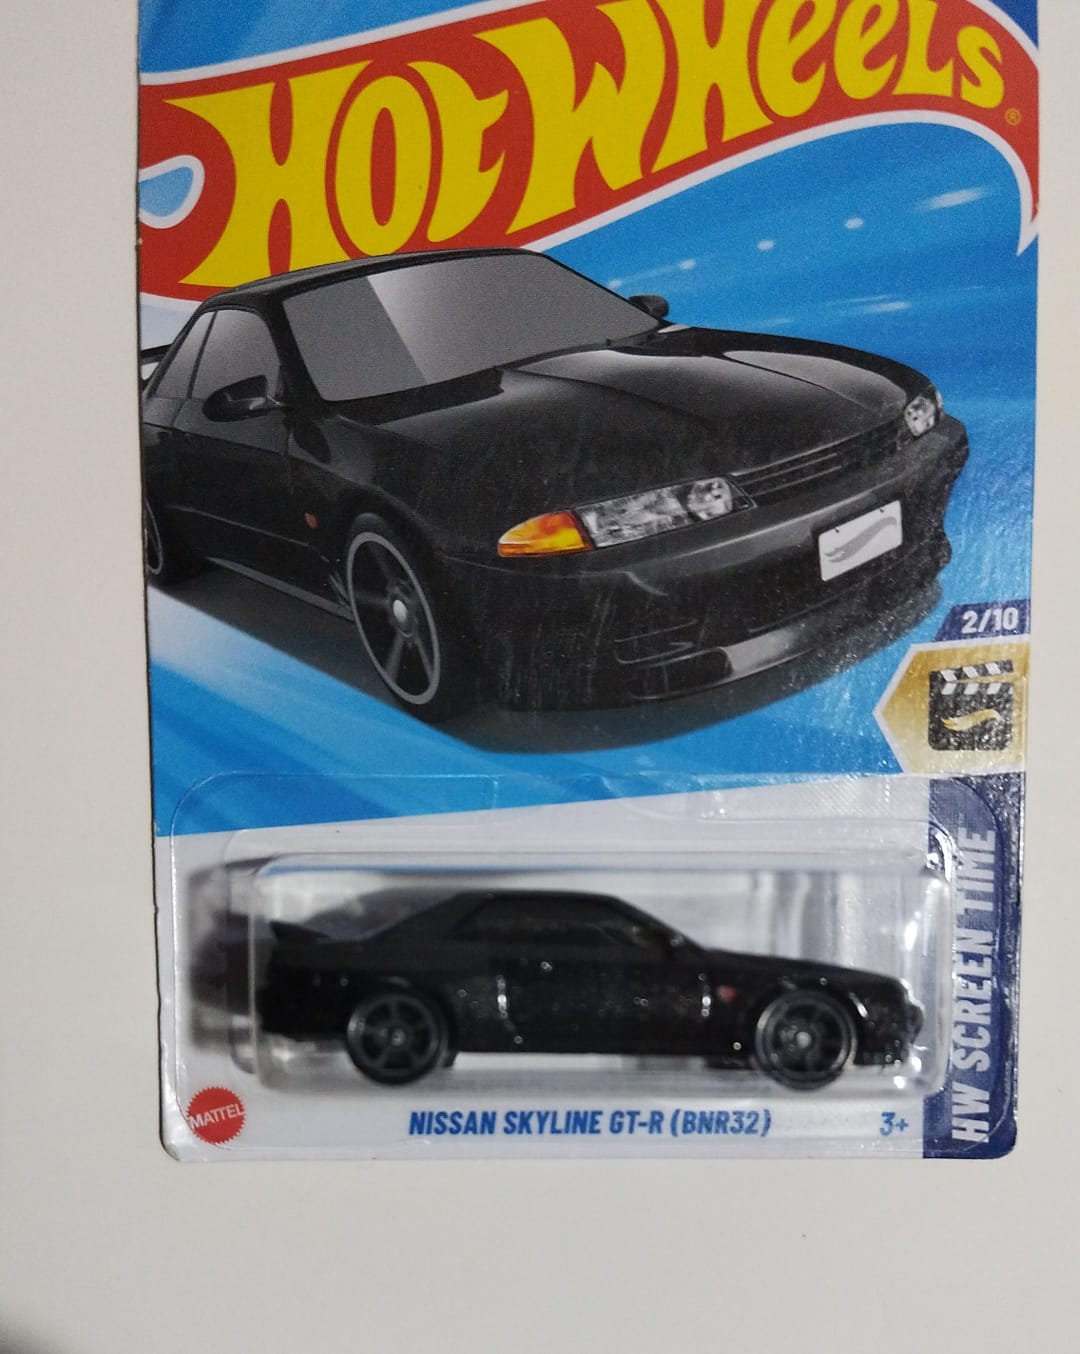 HOT WHEELS®
2/10
HW SCREEN TIME
MATTEL
NISSAN SKYLINE GT-R (BNR32)
3+